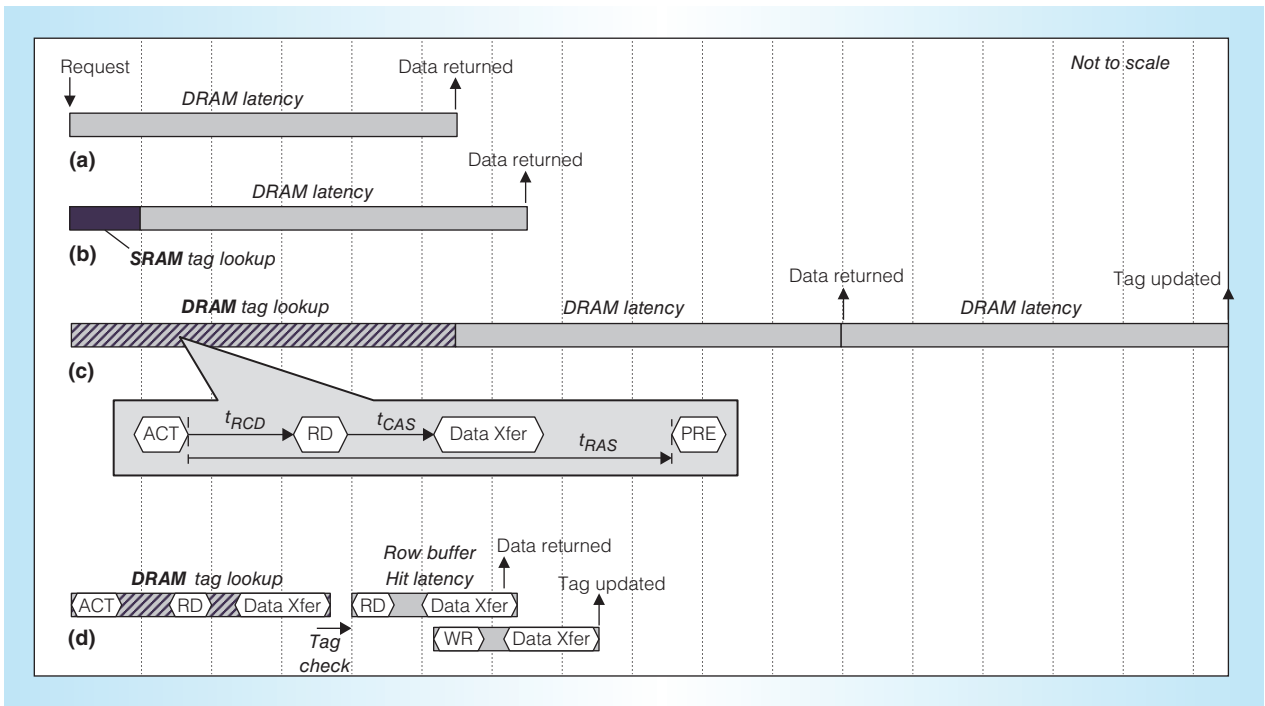 Not to scale
Request
Data returned
DRAM latency
(a)
Data returned
DRAM latency
(b)
SRAM tag lookup
Data returned
Tag updated
DRAM tag lookup
DRAM latency
DRAM latency
(c)
ACT
tRCD
RD
tCAS
Data Xfer
tRAS
PRE
Row buffer
Hit latency
Data returned
DRAM tag lookup
Tag updated
ACT
RD
Data Xfer
RD
Data Xfer
(d)
Tag
check
WR
Data Xfer